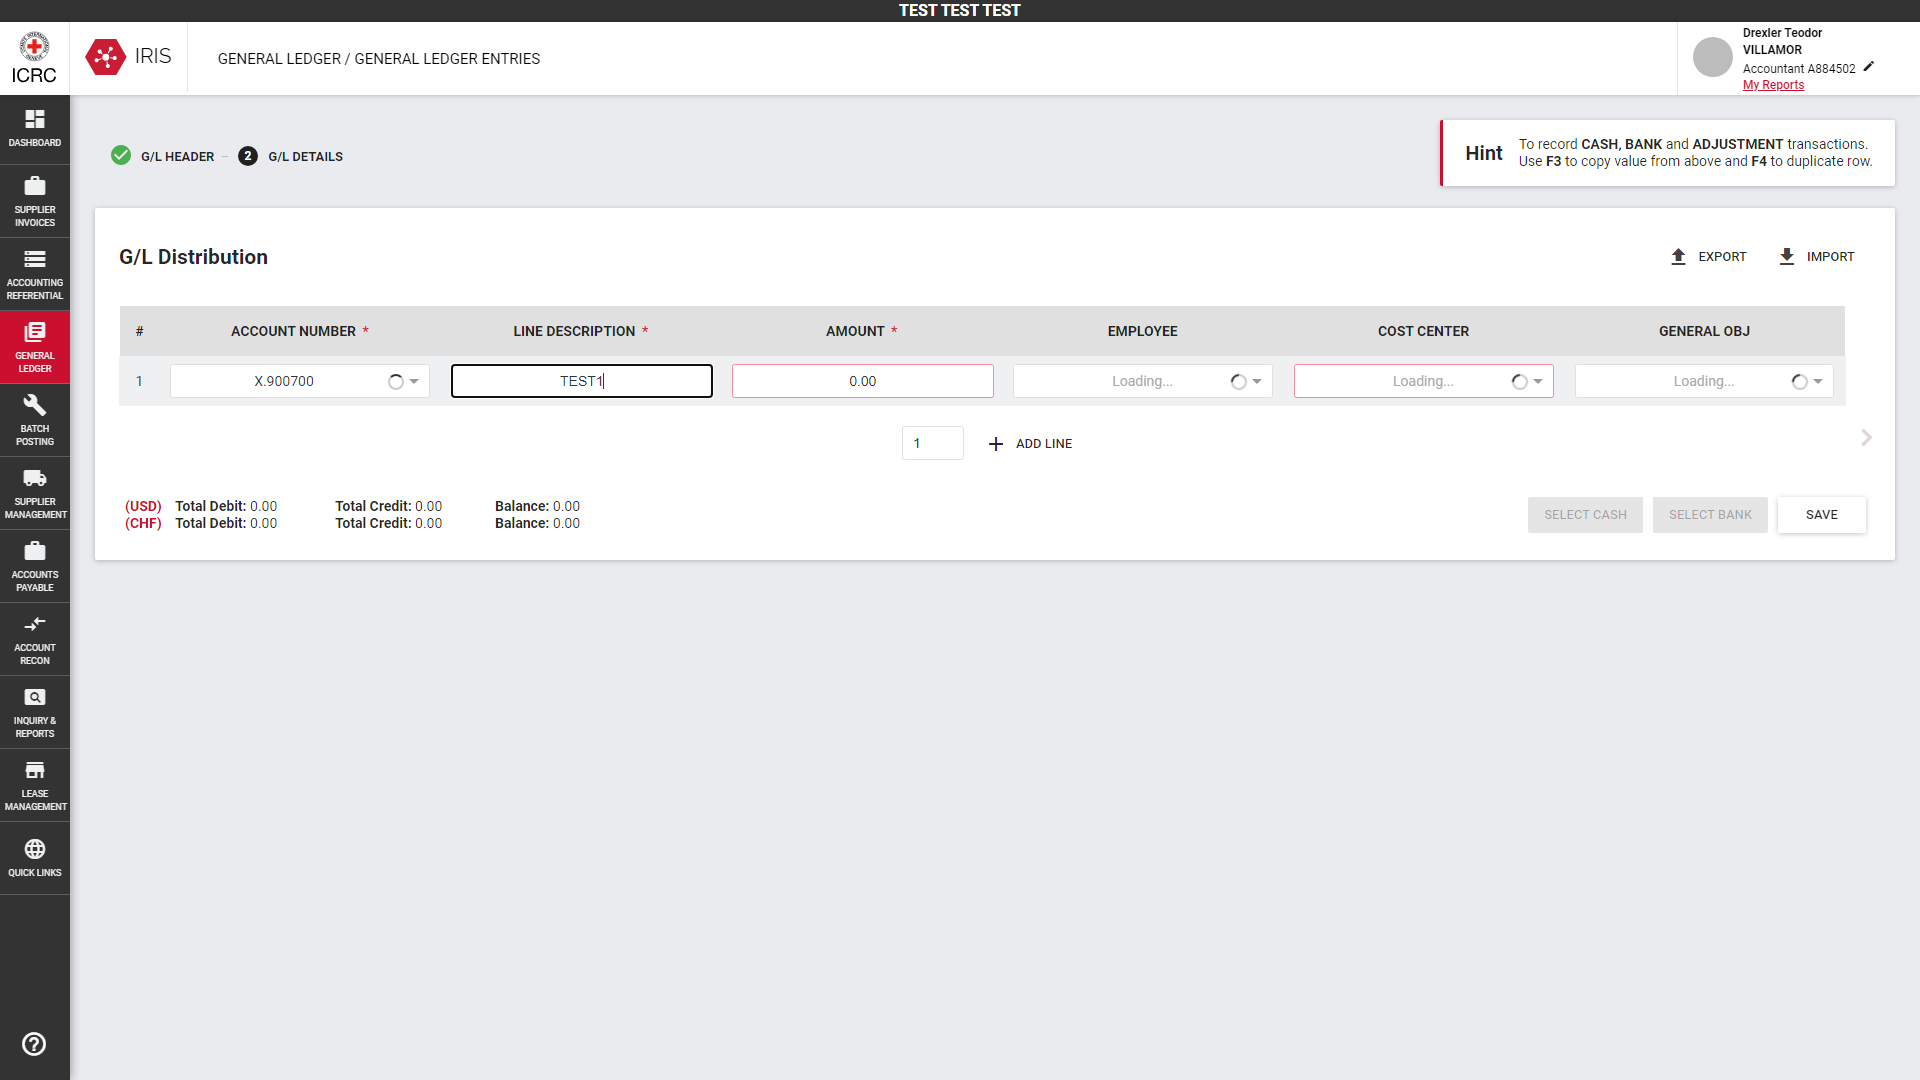 TEST TEST TEST
ICRC
IRIS
GENERAL LEDGER / GENERAL LEDGER ENTRIES
Drexler Teodor
VILLAMOR
Accountant A884502
My Reports
DASHBOARD
SUPPLIER
INVOICES
ACCOUNTING
REFERENTIAL
GENERAL
LEDGER
BATCH
POSTING
SUPPLIER
MANAGEMENT
ACCOUNTS
PAYABLE
ACCOUNT
RECON
INQUIRY &
REPORTS
LEASE
MANAGEMENT
QUICK LINKS
G/L HEADER – 2 G/L DETAILS
Hint
To record CASH, BANK and ADJUSTMENT transactions.
Use F3 to copy value from above and F4 to duplicate row.
G/L Distribution
EXPORT IMPORT
# ACCOUNT NUMBER * LINE DESCRIPTION * AMOUNT * EMPLOYEE COST CENTER GENERAL OBJ
1 X.900700 TEST1 0.00 Loading... Loading... Loading...
1 ADD LINE
(USD) Total Debit: 0.00 Total Credit: 0.00 Balance: 0.00
(CHF) Total Debit: 0.00 Total Credit: 0.00 Balance: 0.00
SELECT CASH SELECT BANK SAVE